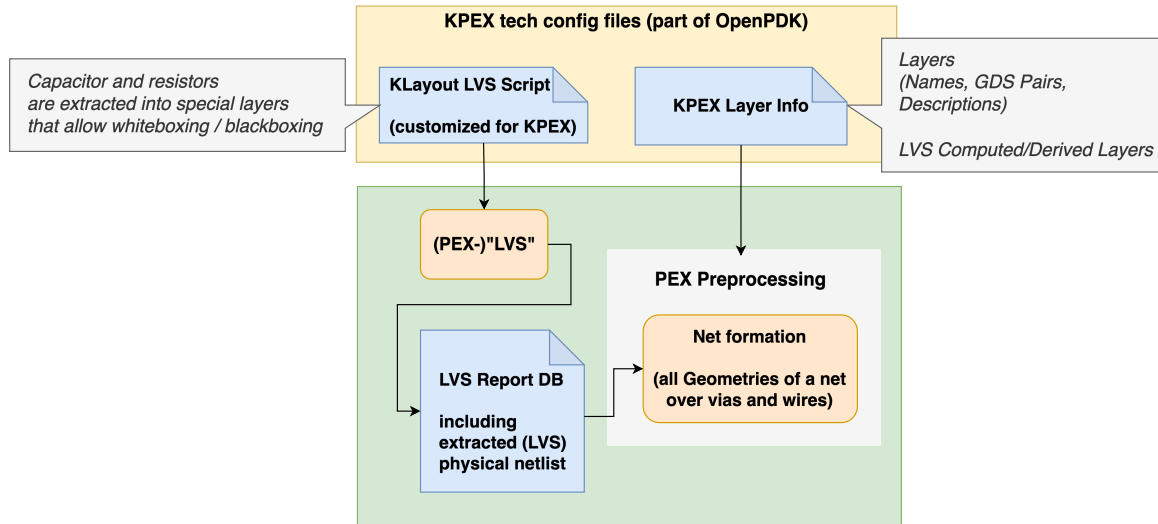 KPEX tech config files (part of OpenPDK)
Capacitor and resistors
are extracted into special layers
that allow whiteboxing / blackboxing
KLayout LVS Script
(customized for KPEX)
KPEX Layer Info
Layers
(Names, GDS Pairs,
Descriptions)
LVS Computed/Derived Layers
(PEX-)"LVS"
PEX Preprocessing
Net formation
(all Geometries of a net
over vias and wires)
LVS Report DB
including
extracted (LVS)
physical netlist